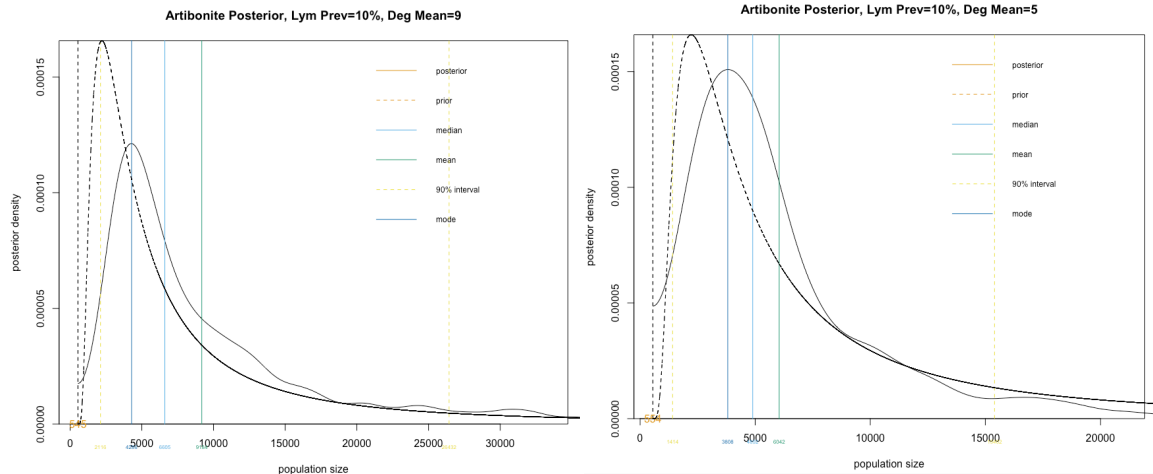 Artibonite Posterior, Lym Prev=10%, Deg Mean=9
posterior density
0.00000
0.00005
0.00010
0.00015
posterior
prior
median
mean
90% interval
mode
0
5000
10000
15000
20000
25000
30000
population size
Artibonite Posterior, Lym Prev=10%, Deg Mean=5
posterior density
0.00000
0.00005
0.00010
0.00015
posterior
prior
median
mean
90% interval
mode
554
0
5000
10000
15000
20000
3808
6042
population size